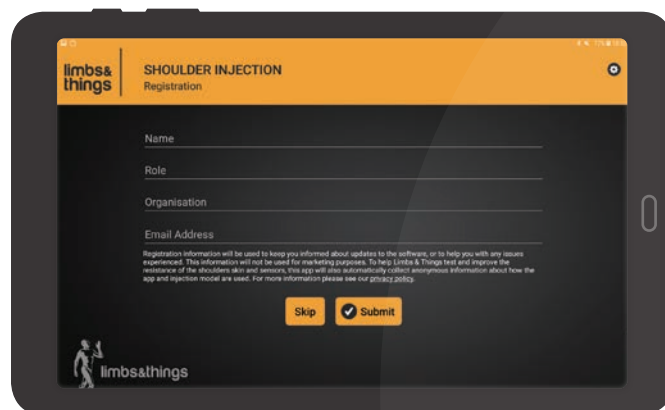 limbs&
things
SHOULDER INJECTION
Registration
Name
Role
Organisation
Email Address
Registration information will be used to keep you informed about updates to the software, or to help you with any issues
experienced. This information will not be used for marketing purposes. To help Limbs & Things test and improve the
resistance of the shoulders skin and sensors, this app will also automatically collect anonymous information about how the
app and injection model are used. For more information please see our privacy policy.
Skip
Submit
limbs&things